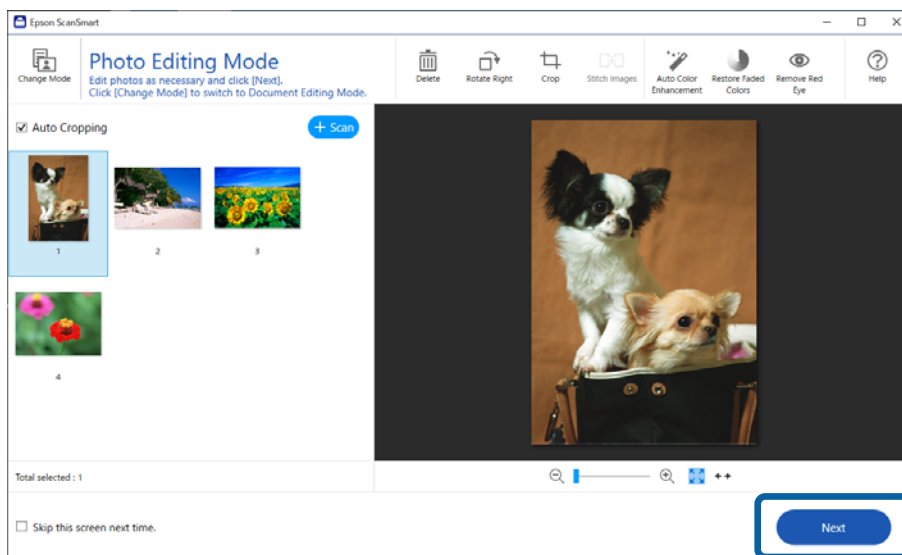 Epson ScanSmart
Change Mode
Photo Editing Mode
Edit photos as necessary and click [Next].
Click [Change Mode] to switch to Document Editing Mode.
Delete
Rotate Right
Crop
Stitch Images
Auto Color
Enhancement
Restore Faded
Colors
Remove Red
Eye
Help
Auto Cropping
+ Scan
1
2
3
4
Total selected : 1
Skip this screen next time.
Next